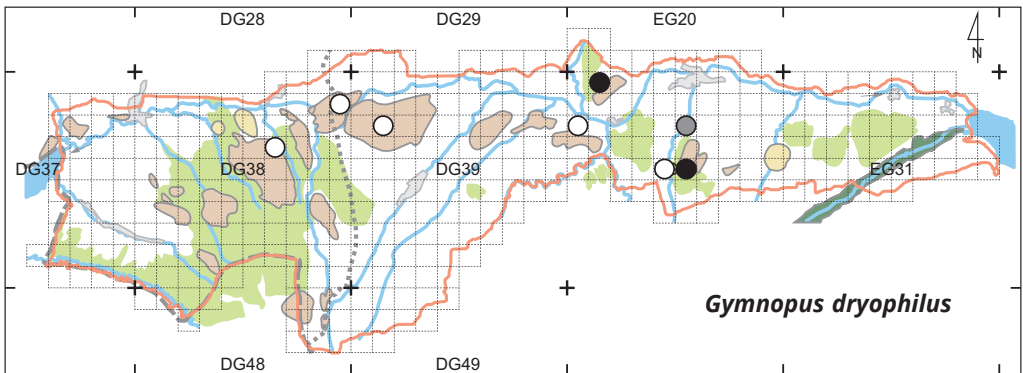 DG28 DG29 EG20
N
DG37 DG38 DG39 EG31
Gymnopus dryophilus
DG48 DG49